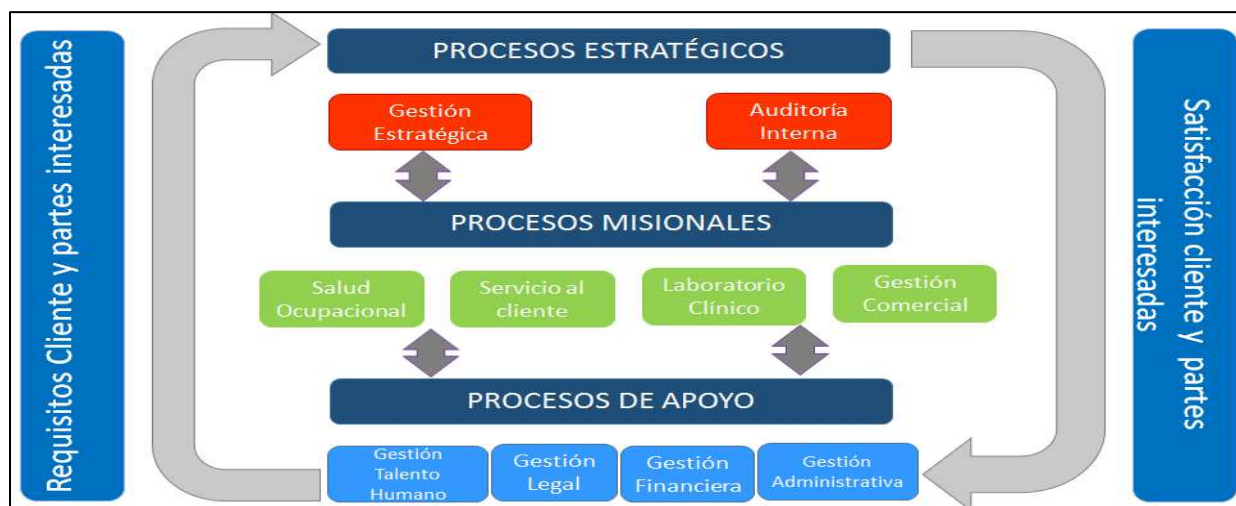 Requisitos Cliente y partes interesadas
PROCESOS ESTRATÉGICOS
Gestión
Estratégica
Auditoría
Interna
PROCESOS MISIONALES
Salud
Ocupacional
Servicio al
cliente
Laboratorio
Clínico
Gestión
Comercial
PROCESOS DE APOYO
Gestión
Talento
Humano
Gestión
Legal
Gestión
Financiera
Gestión
Administrativa
Satisfacción cliente y partes
interesadas